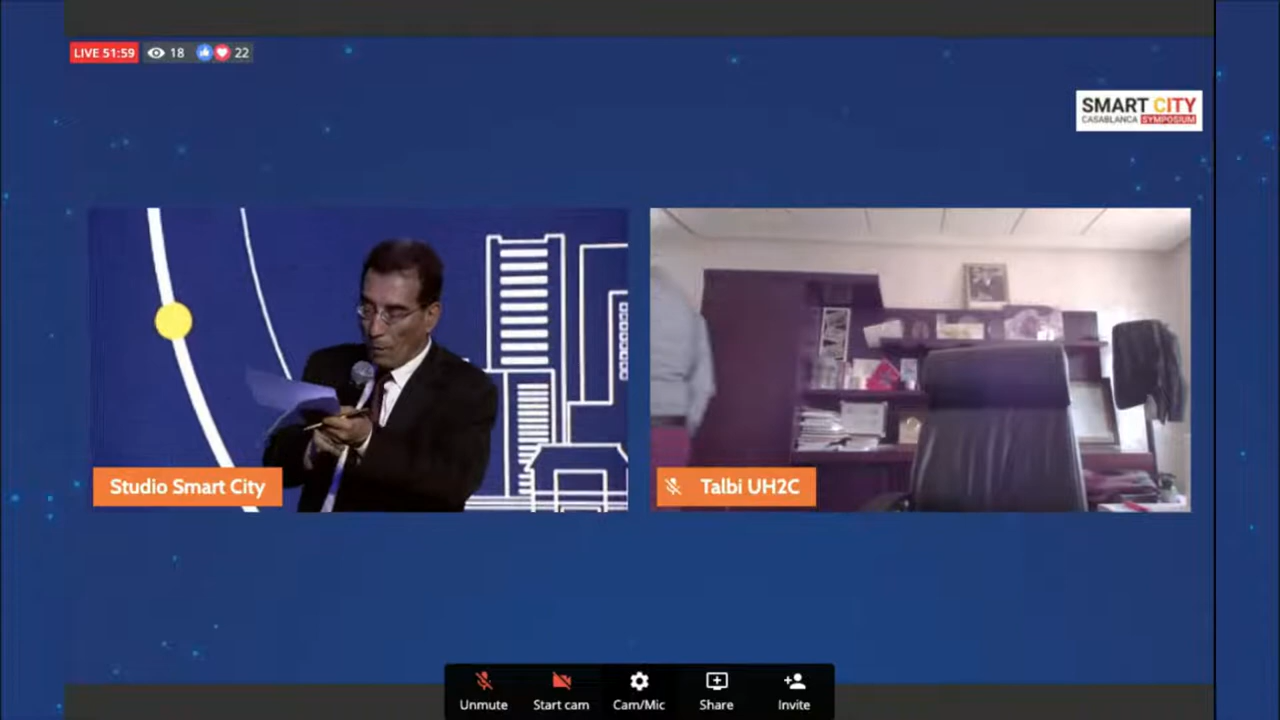 LIVE 51:59
18
22
SMART CITY
CASABLANCA SYMPOSIUM
Studio Smart City
Talbi UH2C
Unmute
Start cam
Cam/Mic
Share
Invite